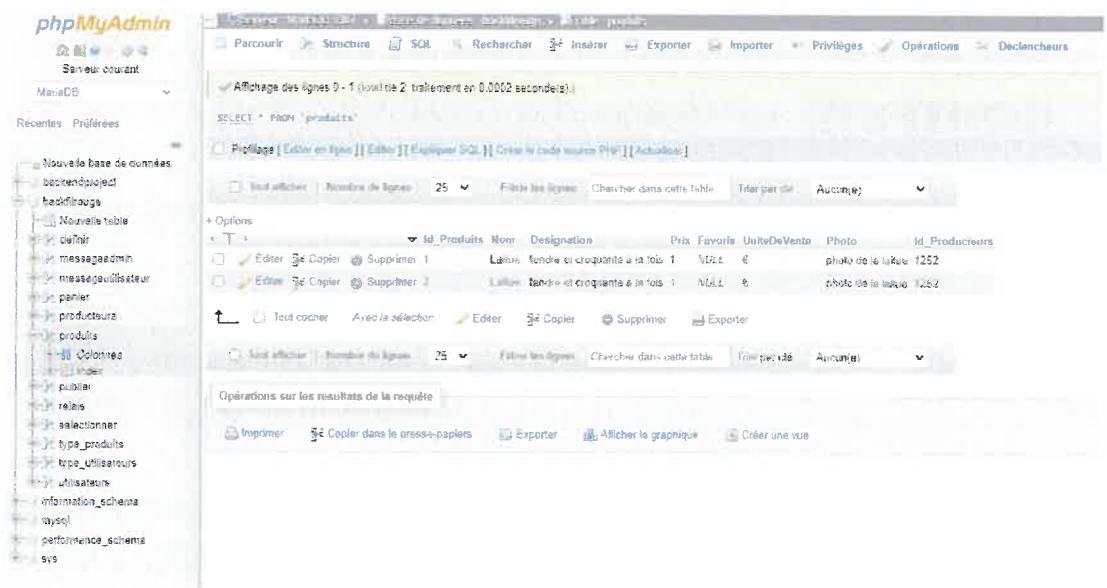 phpMyAdmin
Serveur courant
MariaDB
Récentes Préférées
Nouvelle base de données
backendproject
backfilrouge
Nouvelle table
definir
messageadmin
messageutilisateur
panier
producteurs
produits
Colonnes
Index
publier
relais
selectionner
type_produits
type_utilisateurs
utilisateurs
information_schema
mysql
performance_schema
sys
Parcourir Structure SQL Rechercher Insérer Exporter Importer Privilèges Opérations Déclencheurs
Affichage des lignes 0 - 1 (total de 2, traitement en 0,0002 seconde(s).)
SELECT * FROM `produits`
Profilage [ Éditer en ligne ] [ Éditer ] [ Expliquer SQL ] [ Créer le code source PHP ] [ Actualiser ]
Tout afficher Nombre de lignes : 25 Filtrer les lignes: Chercher dans cette table Trier par clé : Aucun(e)
+ Options
Id_Produits Nom Designation Prix Favoris UniteDeVente Photo Id_Producteurs
Éditer Copier Supprimer 1 Laitue tendre et croquante à la fois 1 NULL € photo de la laitue 1252
Éditer Copier Supprimer 2 Laitue tendre et croquante à la fois 1 NULL € photo de la laitue 1252
Tout cocher Avec la sélection : Éditer Copier Supprimer Exporter
Tout afficher Nombre de lignes : 25 Filtrer les lignes: Chercher dans cette table Trier par clé : Aucun(e)
Opérations sur les résultats de la requête
Imprimer Copier dans le presse-papiers Exporter Afficher le graphique Créer une vue